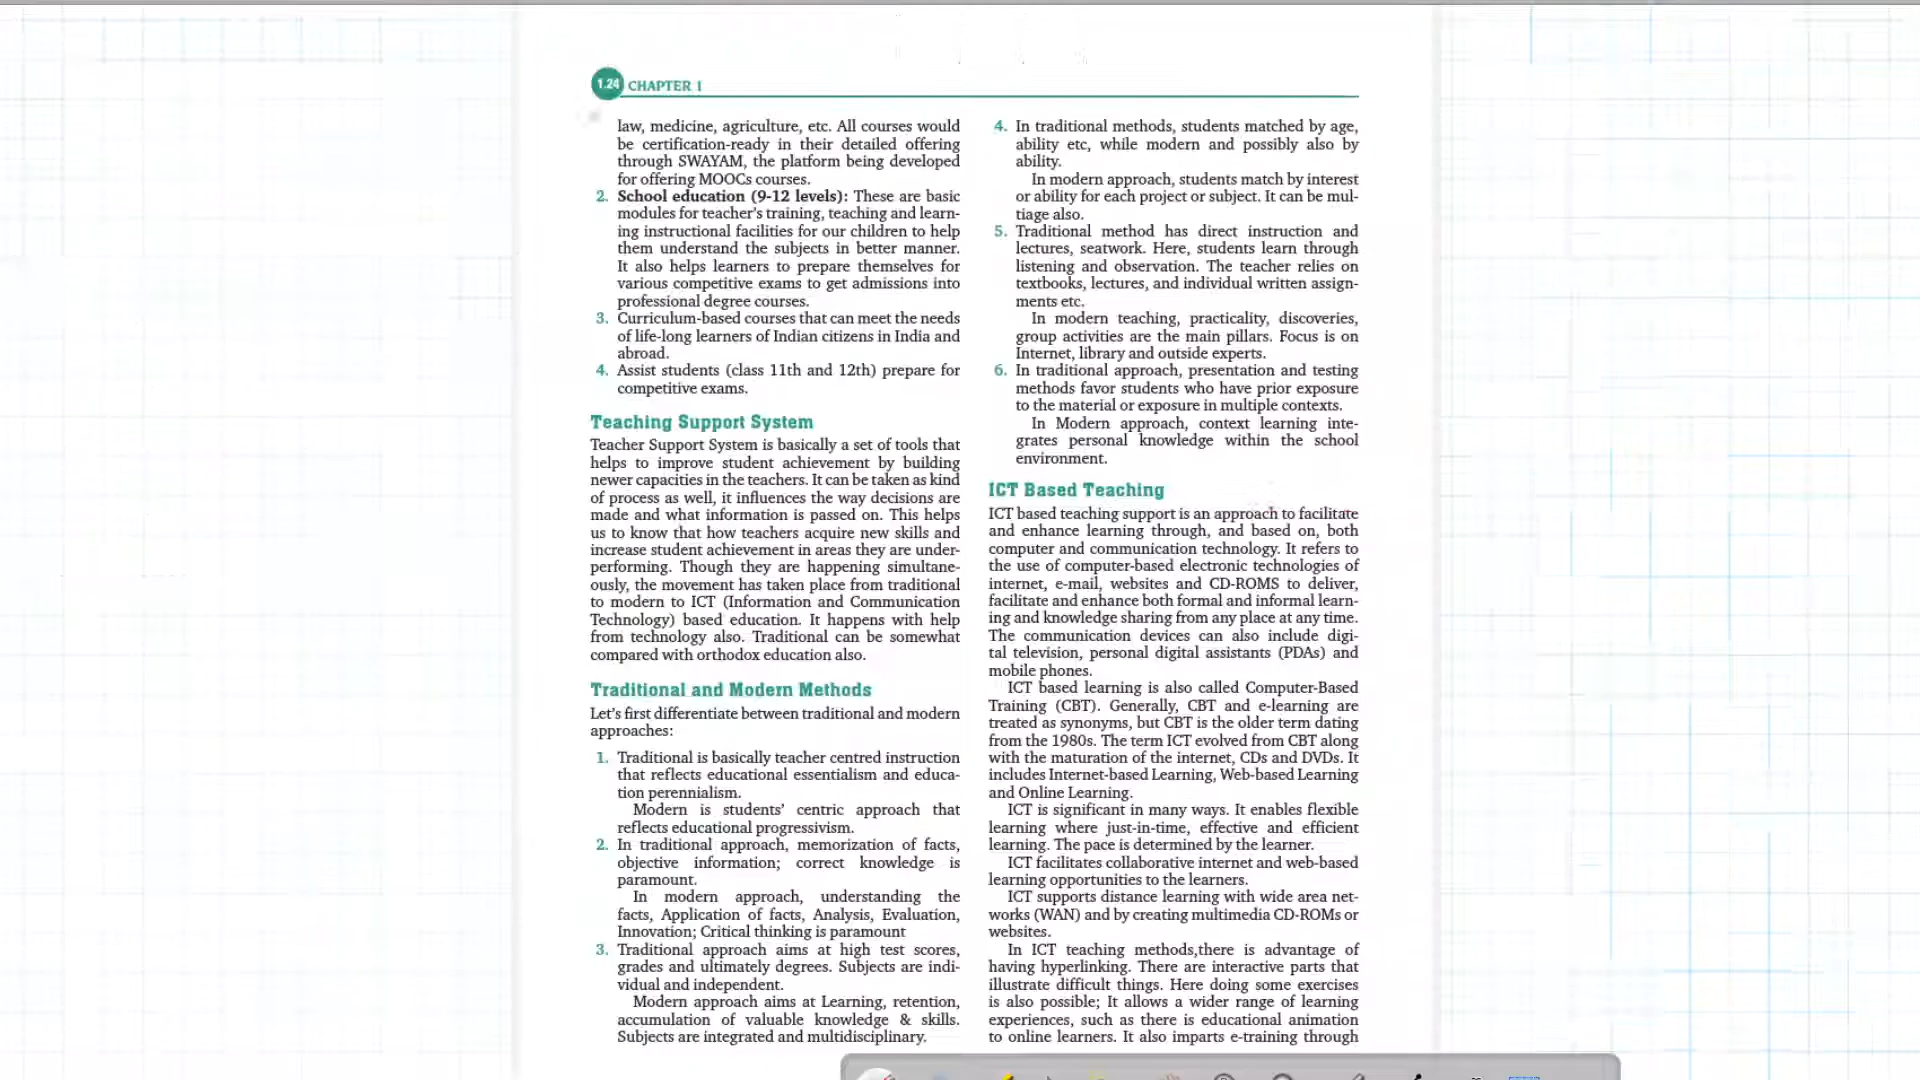 1.24 CHAPTER 1
law, medicine, agriculture, etc. All courses would
be certification-ready in their detailed offering
through SWAYAM, the platform being developed
for offering MOOCs courses.
2. School education (9-12 levels): These are basic
modules for teacher's training, teaching and learn-
ing instructional facilities for our children to help
them understand the subjects in better manner.
It also helps learners to prepare themselves for
various competitive exams to get admissions into
professional degree courses.
3. Curriculum-based courses that can meet the needs
of life-long learners of Indian citizens in India and
abroad.
4. Assist students (class 11th and 12th) prepare for
competitive exams.
Teaching Support System
Teacher Support System is basically a set of tools that
helps to improve student achievement by building
newer capacities in the teachers. It can be taken as kind
of process as well, it influences the way decisions are
made and what information is passed on. This helps
us to know that how teachers acquire new skills and
increase student achievement in areas they are under-
performing. Though they are happening simultane-
ously, the movement has taken place from traditional
to modern to ICT (Information and Communication
Technology) based education. It happens with help
from technology also. Traditional can be somewhat
compared with orthodox education also.
Traditional and Modern Methods
Let's first differentiate between traditional and modern
approaches:
1. Traditional is basically teacher centred instruction
that reflects educational essentialism and educa-
tion perennialism.
Modern is students' centric approach that
reflects educational progressivism.
2. In traditional approach, memorization of facts,
objective information; correct knowledge is
paramount.
In modern approach, understanding the
facts, Application of facts, Analysis, Evaluation,
Innovation; Critical thinking is paramount
3. Traditional approach aims at high test scores,
grades and ultimately degrees. Subjects are indi-
vidual and independent.
Modern approach aims at Learning, retention,
accumulation of valuable knowledge & skills.
Subjects are integrated and multidisciplinary.
4. In traditional methods, students matched by age,
ability etc, while modern and possibly also by
ability.
In modern approach, students match by interest
or ability for each project or subject. It can be mul-
tiage also.
5. Traditional method has direct instruction and
lectures, seatwork. Here, students learn through
listening and observation. The teacher relies on
textbooks, lectures, and individual written assign-
ments etc.
In modern teaching, practicality, discoveries,
group activities are the main pillars. Focus is on
Internet, library and outside experts.
6. In traditional approach, presentation and testing
methods favor students who have prior exposure
to the material or exposure in multiple contexts.
In Modern approach, context learning inte-
grates personal knowledge within the school
environment.
ICT Based Teaching
ICT based teaching support is an approach to facilitate
and enhance learning through, and based on, both
computer and communication technology. It refers to
the use of computer-based electronic technologies of
internet, e-mail, websites and CD-ROMS to deliver,
facilitate and enhance both formal and informal learn-
ing and knowledge sharing from any place at any time.
The communication devices can also include digi-
tal television, personal digital assistants (PDAs) and
mobile phones.
ICT based learning is also called Computer-Based
Training (CBT). Generally, CBT and e-learning are
treated as synonyms, but CBT is the older term dating
from the 1980s. The term ICT evolved from CBT along
with the maturation of the internet, CDs and DVDs. It
includes Internet-based Learning, Web-based Learning
and Online Learning.
ICT is significant in many ways. It enables flexible
learning where just-in-time, effective and efficient
learning. The pace is determined by the learner.
ICT facilitates collaborative internet and web-based
learning opportunities to the learners.
ICT supports distance learning with wide area net-
works (WAN) and by creating multimedia CD-ROMs or
websites.
In ICT teaching methods,there is advantage of
having hyperlinking. There are interactive parts that
illustrate difficult things. Here doing some exercises
is also possible; It allows a wider range of learning
experiences, such as there is educational animation
to online learners. It also imparts e-training through